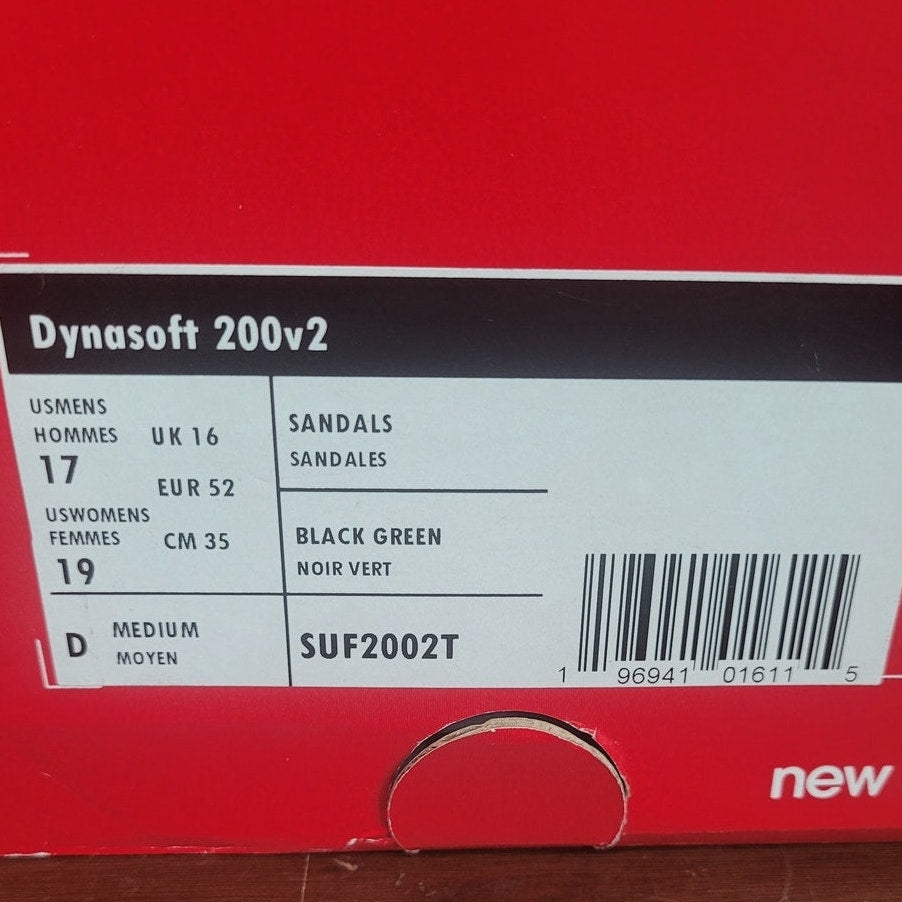 Dynasoft 200v2
USMENS
HOMMES
17
UK 16
EUR 52
USWOMENS
FEMMES
19
CM 35
SANDALS
SANDALES
BLACK GREEN
NOIR VERT
D
MEDIUM
MOYEN
SUF2002T
1 96941 01611 5
new